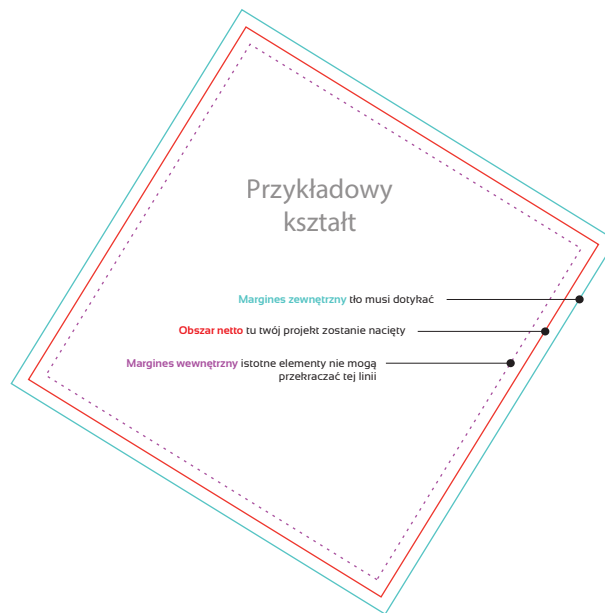 Przykładowy
kształt
Margines zewnętrzny tło musi dotykać
Obszar netto tu twój projekt zostanie nacięty
Margines wewnętrzny istotne elementy nie mogą
przekraczać tej linii